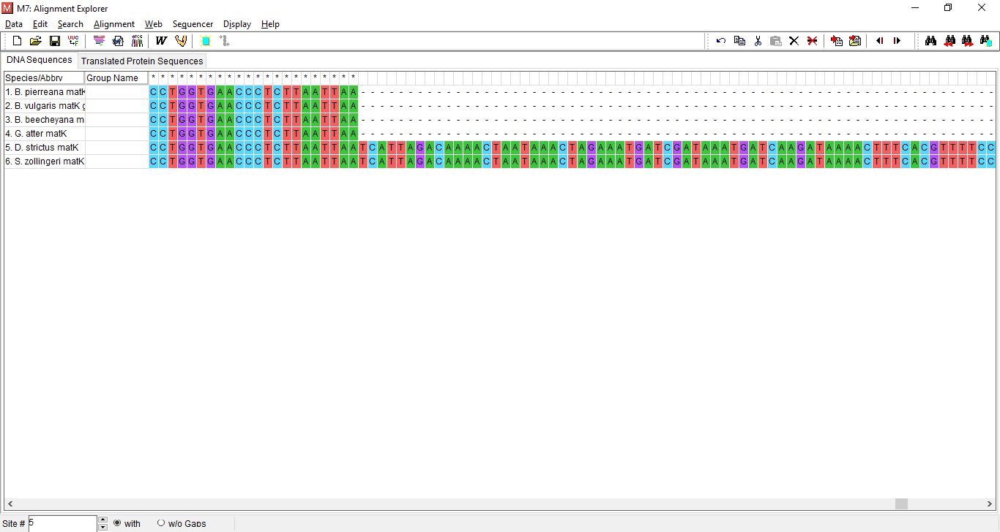 M M7: Alignment Explorer
Data Edit Search Alignment Web Sequencer Display Help
W
DNA Sequences Translated Protein Sequences
Species/Abbrv Group Name * * * * * * * * * * * * * * * * * * * * * *
1. B. pierreana matK CCTGGTGAACCCTCTTAATTAA-------------------------------------------------------------------
2. B. vulgaris matK g CCTGGTGAACCCTCTTAATTAA-------------------------------------------------------------------
3. B. beecheyana m CCTGGTGAACCCTCTTAATTAA-------------------------------------------------------------------
4. G. atter matK CCTGGTGAACCCTCTTAATTAA-------------------------------------------------------------------
5. D. strictus matK CCTGGTGAACCCTCTTAATTAATCATTAGACAAAACTAATAAACTAGAAATGATCGATAAATGATCAAGATAAAACTTTCACGTTTTCC
6. S. zollingeri matK CCTGGTGAACCCTCTTAATTAATCATTAGACAAAACTAATAAACTAGAAATGATCGATAAATGATCAAGATAAAACTTTCACGTTTTCC
Site # 5 with w/o Gaps